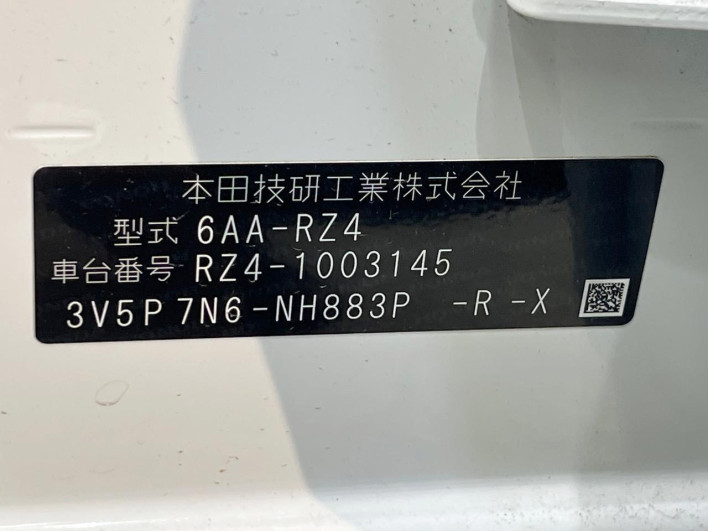 本田技研工業株式会社
型式 6AA-RZ4
車台番号 RZ4-1003145
3V5P 7N6-NH883P -R -X